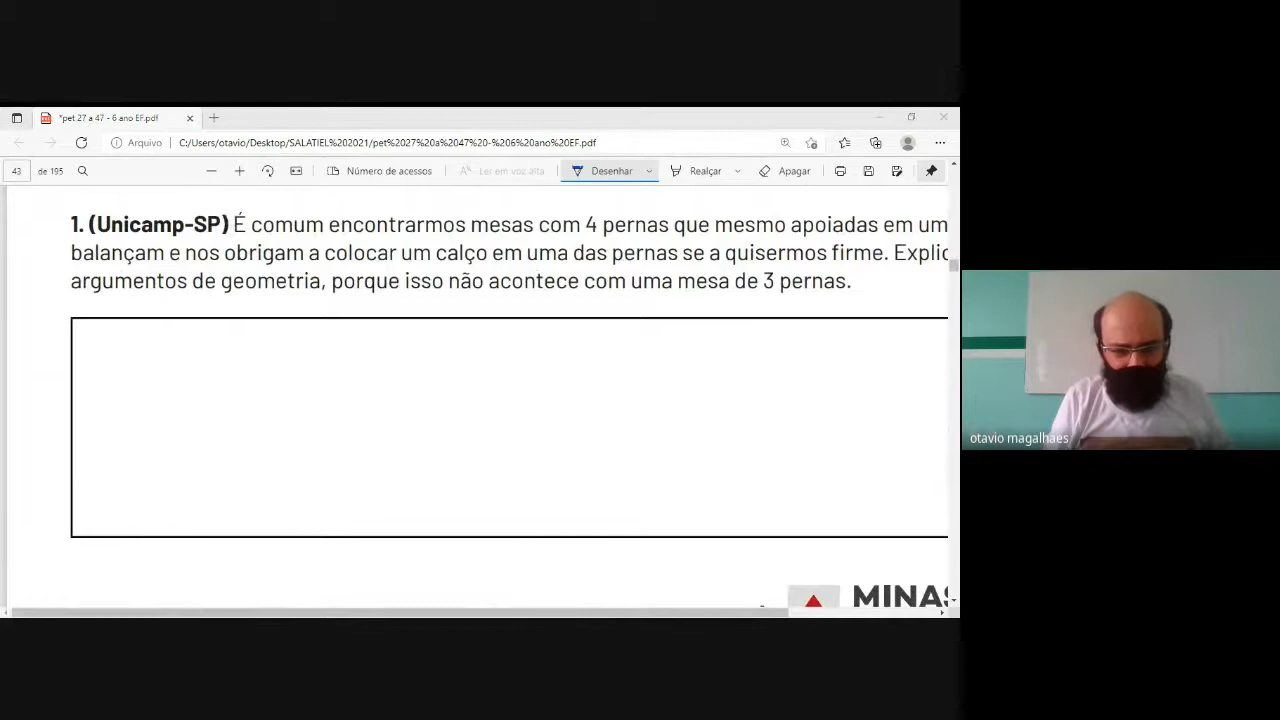 *pet 27 a 47 - 6 ano EF.pdf
Arquivo C:/Users/otavio/Desktop/SALATIEL%202021/pet%2027%20a%2047%20-%206%20ano%20EF.pdf
43 de 195 Número de acessos Ler em voz alta Desenhar Realçar Apagar
1. (Unicamp-SP) É comum encontrarmos mesas com 4 pernas que mesmo apoiadas em um
balançam e nos obrigam a colocar um calço em uma das pernas se a quisermos firme. Explic
argumentos de geometria, porque isso não acontece com uma mesa de 3 pernas.
MINAS
otavio magalhaes